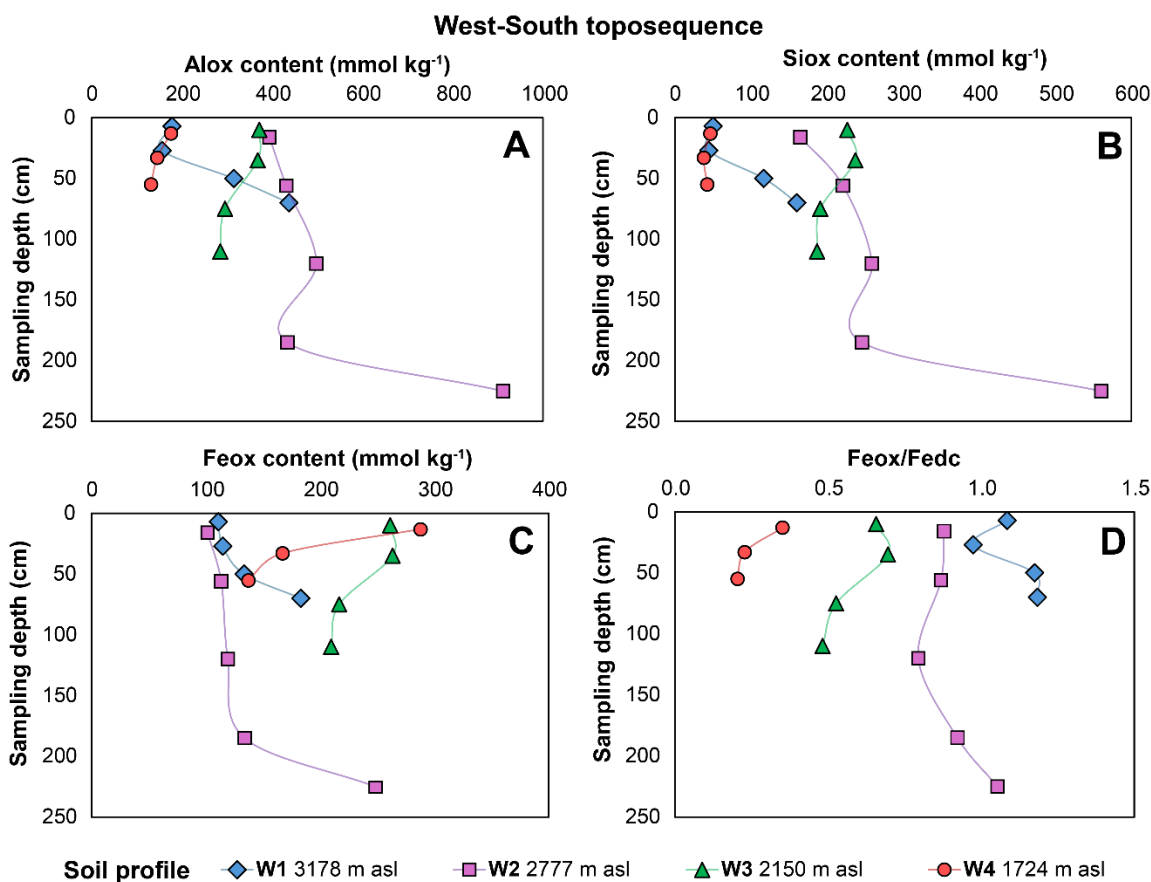 West-South toposequence
Alox content (mmol kg⁻¹)
0 200 400 600 800 1000
0
50
100
150
200
250
Sampling depth (cm)
A
Siox content (mmol kg⁻¹)
0 100 200 300 400 500 600
0
50
100
150
200
250
Sampling depth (cm)
B
Feox content (mmol kg⁻¹)
0 100 200 300 400
0
50
100
150
200
250
Sampling depth (cm)
C
Feox/Fedc
0.0 0.5 1.0 1.5
0
50
100
150
200
250
Sampling depth (cm)
D
Soil profile W1 3178 m asl W2 2777 m asl W3 2150 m asl W4 1724 m asl